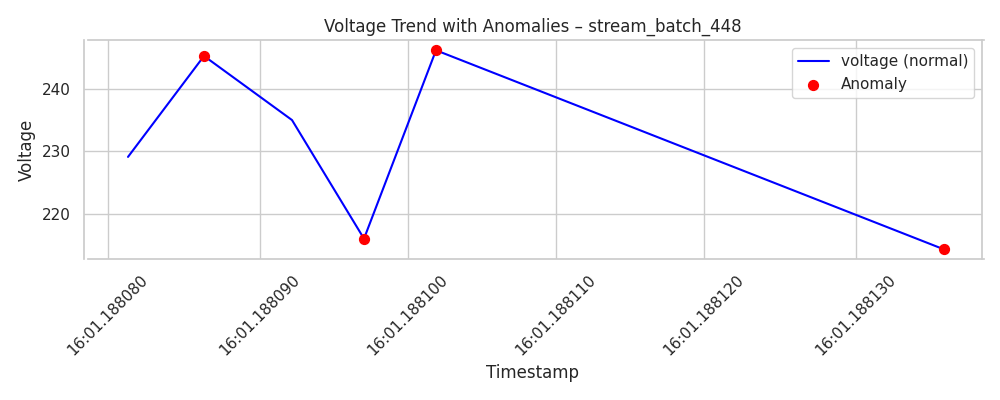 Voltage Trend with Anomalies – stream_batch_448
voltage (normal)
Anomaly
Voltage
240
230
220
16:01.188080
16:01.188090
16:01.188100
16:01.188110
16:01.188120
16:01.188130
Timestamp